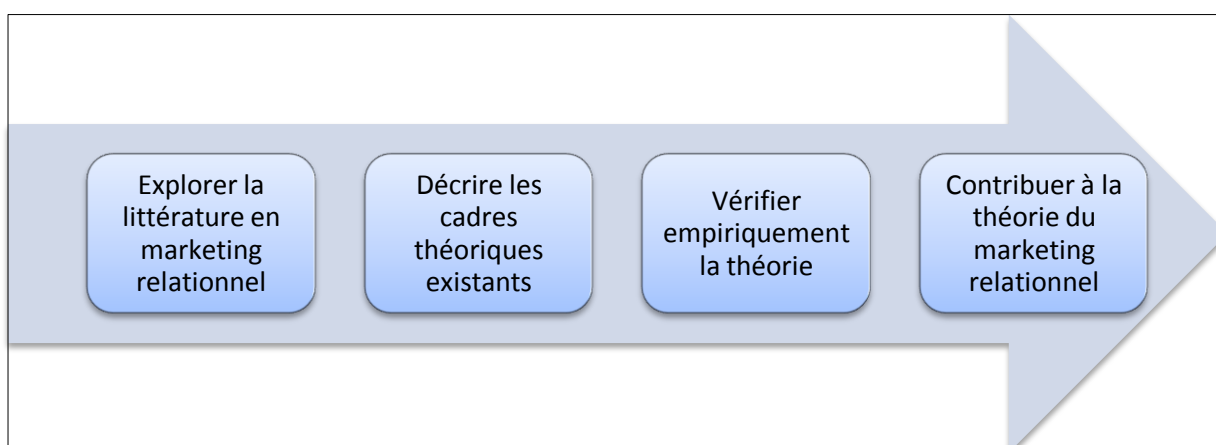 Explorer la
littérature en
marketing
relationnel
Décrire les
cadres
théoriques
existants
Vérifier
empiriquement
la théorie
Contribuer à la
théorie du
marketing
relationnel